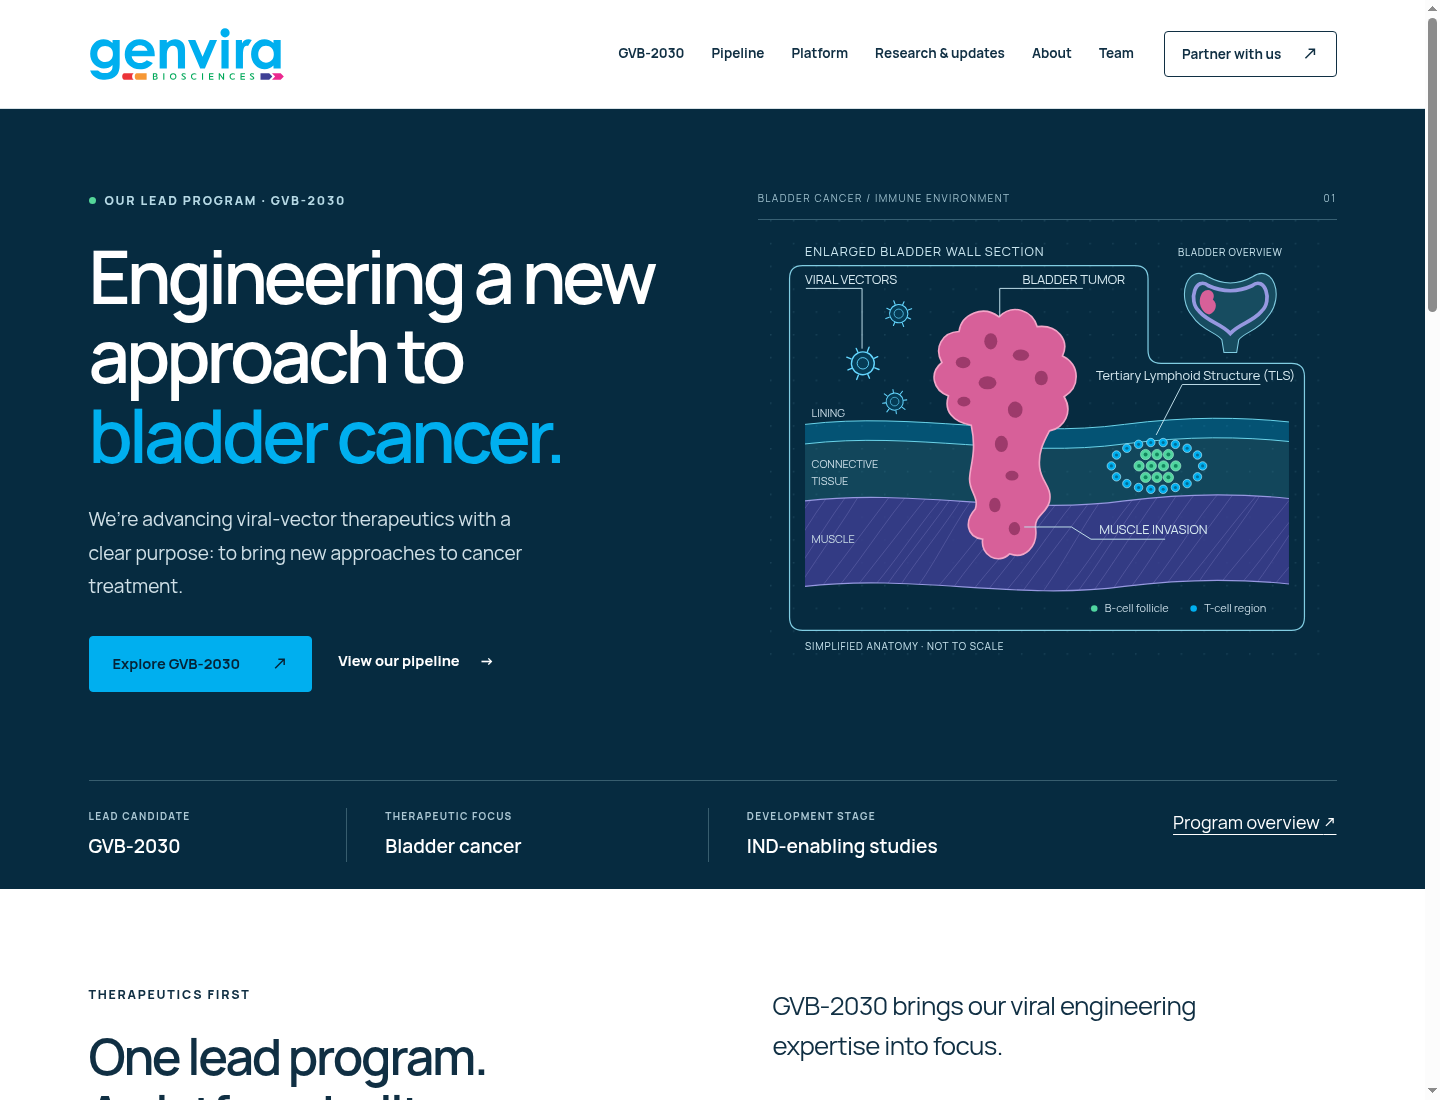 genvira
BIOSCIENCES
GVB-2030
Pipeline
Platform
Research & updates
About
Team
Partner with us
OUR LEAD PROGRAM · GVB-2030
Engineering a new
approach to
bladder cancer.
We're advancing viral-vector therapeutics with a
clear purpose: to bring new approaches to cancer
treatment.
Explore GVB-2030
View our pipeline
BLADDER CANCER / IMMUNE ENVIRONMENT
01
ENLARGED BLADDER WALL SECTION
BLADDER OVERVIEW
VIRAL VECTORS
BLADDER TUMOR
Tertiary Lymphoid Structure (TLS)
LINING
CONNECTIVE
TISSUE
MUSCLE INVASION
MUSCLE
B-cell follicle
T-cell region
SIMPLIFIED ANATOMY · NOT TO SCALE
LEAD CANDIDATE
GVB-2030
THERAPEUTIC FOCUS
Bladder cancer
DEVELOPMENT STAGE
IND-enabling studies
Program overview
THERAPEUTICS FIRST
One lead program.
GVB-2030 brings our viral engineering
expertise into focus.